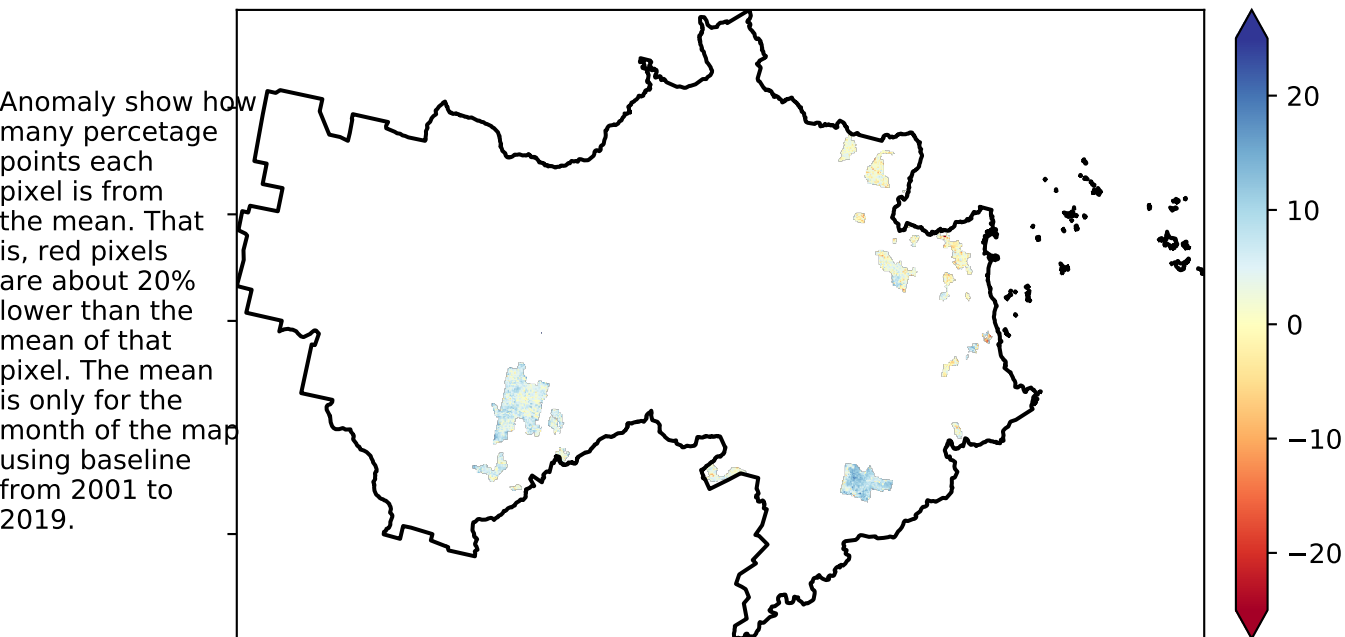 Anomaly show how
many percetage
points each
pixel is from
the mean. That
is, red pixels
are about 20%
lower than the
mean of that
pixel. The mean
is only for the
month of the map
using baseline
from 2001 to
2019.
20
10
0
−10
−20